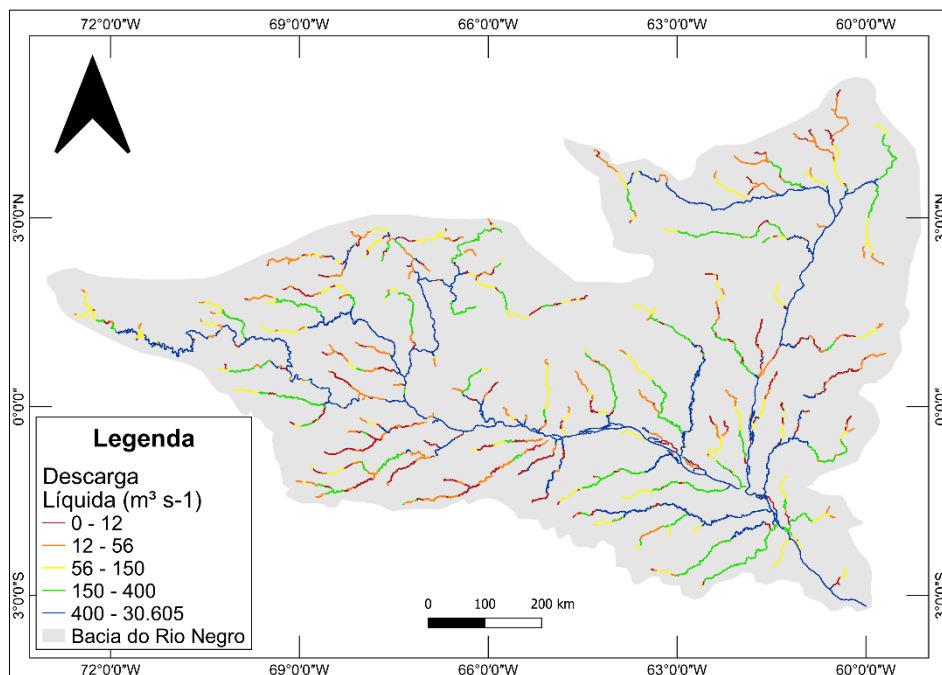 72°0'0"W 69°0'0"W 66°0'0"W 63°0'0"W 60°0'0"W
3°0'0"N 3°0'0"N
0°0'0" 0°0'0"
3°0'0"S 3°0'0"S
Legenda
Descarga
Líquida (m³ s-1)
0 - 12
12 - 56
56 - 150
150 - 400
400 - 30.605
Bacia do Rio Negro
0 100 200 km
72°0'0"W 69°0'0"W 66°0'0"W 63°0'0"W 60°0'0"W